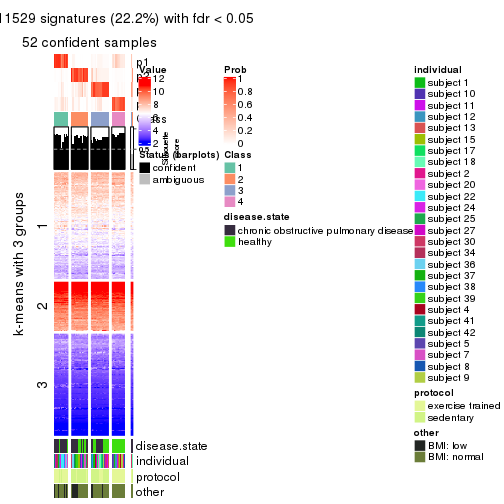 11529 signatures (22.2%) with fdr < 0.05
52 confident samples
Value
12
10
8
6
4
2
Prob
1
0.8
0.6
0.4
0.2
0
Status (barplots)
confident
ambiguous
Class
1
2
3
4
disease.state
chronic obstructive pulmonary disease
healthy
individual
subject 1
subject 10
subject 11
subject 12
subject 13
subject 15
subject 17
subject 18
subject 2
subject 20
subject 22
subject 24
subject 25
subject 27
subject 30
subject 34
subject 36
subject 37
subject 38
subject 39
subject 4
subject 41
subject 42
subject 5
subject 7
subject 8
subject 9
protocol
exercise trained
sedentary
other
BMI: low
BMI: normal
p1
k-means with 3 groups
1
2
3
disease.state
individual
protocol
other